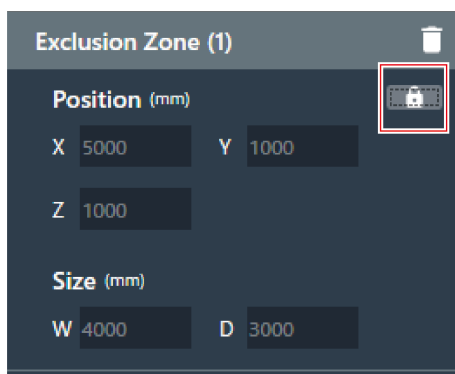 Exclusion Zone (1)
Position (mm)
X 5000 Y 1000
Z 1000
Size (mm)
W 4000 D 3000